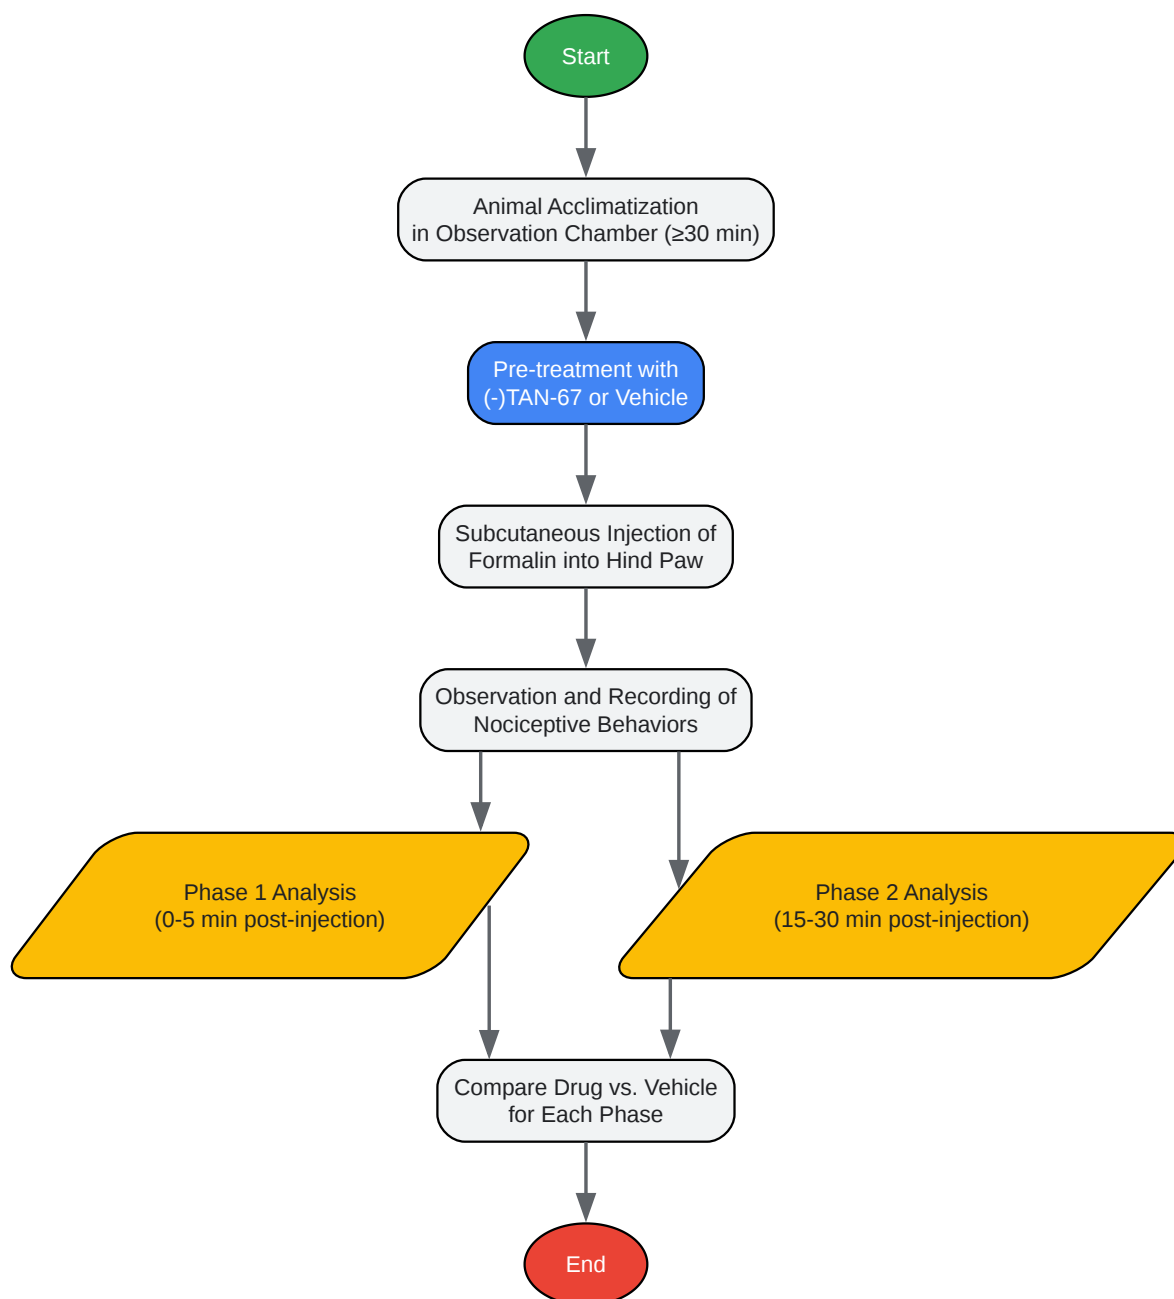 Start
Animal Acclimatization
in Observation Chamber (≥30 min)
Pre-treatment with
(-)TAN-67 or Vehicle
Subcutaneous Injection of
Formalin into Hind Paw
Observation and Recording of
Nociceptive Behaviors
Phase 1 Analysis
(0-5 min post-injection)
Phase 2 Analysis
(15-30 min post-injection)
Compare Drug vs. Vehicle
for Each Phase
End